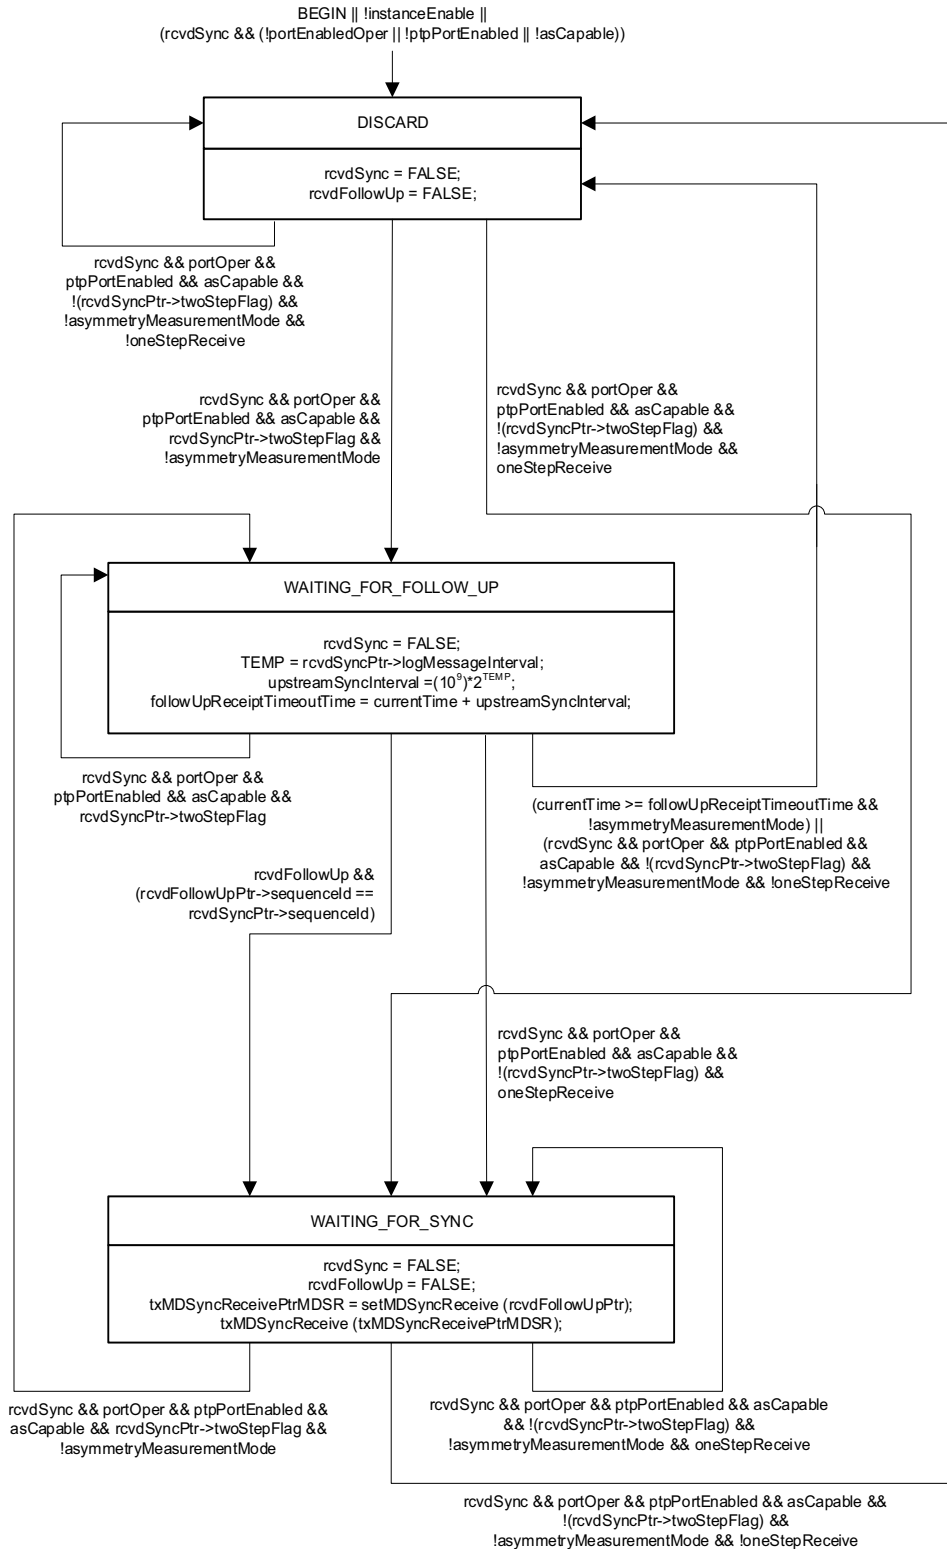 BEGIN || !instanceEnable ||
(rcvdSync && (!portEnabledOper || !ptpPortEnabled || !asCapable))
DISCARD
rcvdSync = FALSE;
rcvdFollowUp = FALSE;
rcvdSync && portOper &&
ptpPortEnabled && asCapable &&
!(rcvdSyncPtr->twoStepFlag) &&
!asymmetryMeasurementMode &&
!oneStepReceive
rcvdSync && portOper &&
ptpPortEnabled && asCapable &&
rcvdSyncPtr->twoStepFlag &&
!asymmetryMeasurementMode
rcvdSync && portOper &&
ptpPortEnabled && asCapable &&
!(rcvdSyncPtr->twoStepFlag) &&
!asymmetryMeasurementMode &&
oneStepReceive
WAITING_FOR_FOLLOW_UP
rcvdSync = FALSE;
TEMP = rcvdSyncPtr->logMessageInterval;
upstreamSyncInterval =(10⁹)*2^TEMP;
followUpReceiptTimeoutTime = currentTime + upstreamSyncInterval;
rcvdSync && portOper &&
ptpPortEnabled && asCapable &&
rcvdSyncPtr->twoStepFlag
(currentTime >= followUpReceiptTimeoutTime &&
!asymmetryMeasurementMode) ||
(rcvdSync && portOper && ptpPortEnabled &&
asCapable && !(rcvdSyncPtr->twoStepFlag) &&
!asymmetryMeasurementMode && !oneStepReceive
rcvdFollowUp &&
(rcvdFollowUpPtr->sequenceId ==
rcvdSyncPtr->sequenceId)
rcvdSync && portOper &&
ptpPortEnabled && asCapable &&
!(rcvdSyncPtr->twoStepFlag) &&
oneStepReceive
WAITING_FOR_SYNC
rcvdSync = FALSE;
rcvdFollowUp = FALSE;
txMDSyncReceivePtrMDSR = setMDSyncReceive (rcvdFollowUpPtr);
txMDSyncReceive (txMDSyncReceivePtrMDSR);
rcvdSync && portOper && ptpPortEnabled &&
asCapable && rcvdSyncPtr->twoStepFlag &&
!asymmetryMeasurementMode
rcvdSync && portOper && ptpPortEnabled && asCapable
&& !(rcvdSyncPtr->twoStepFlag) &&
!asymmetryMeasurementMode && oneStepReceive
rcvdSync && portOper && ptpPortEnabled && asCapable &&
!(rcvdSyncPtr->twoStepFlag) &&
!asymmetryMeasurementMode && !oneStepReceive